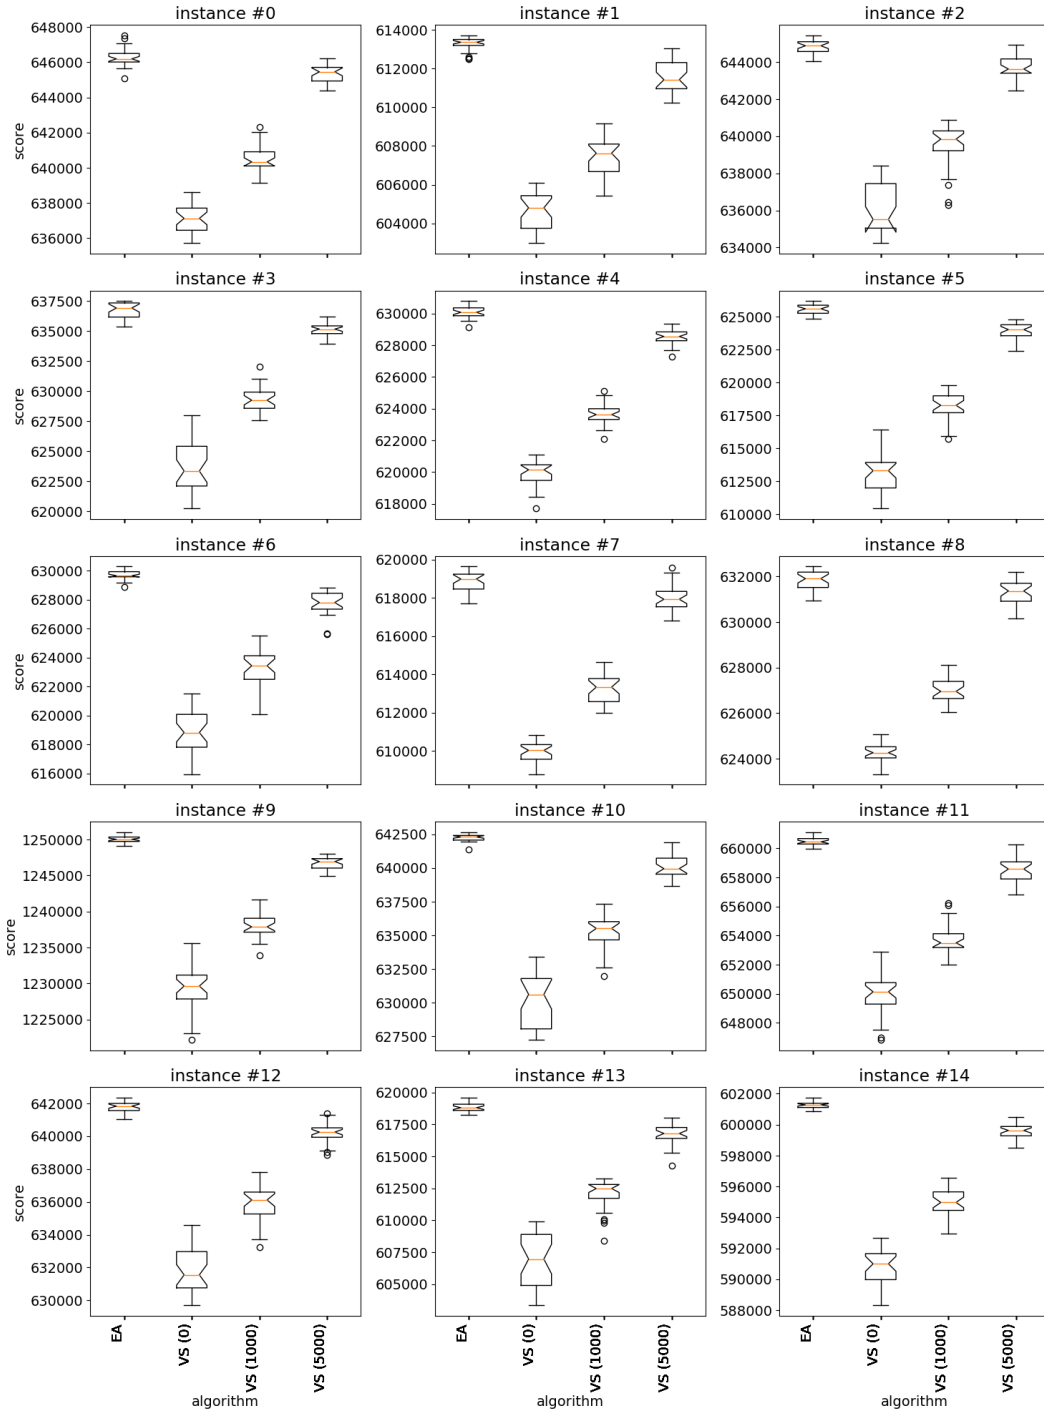 instance #0
instance #1
instance #2
648000
646000
644000
642000
640000
638000
636000
score
614000
612000
610000
608000
606000
604000
644000
642000
640000
638000
636000
634000
instance #3
instance #4
instance #5
637500
635000
632500
630000
627500
625000
622500
620000
score
630000
628000
626000
624000
622000
620000
618000
625000
622500
620000
617500
615000
612500
610000
instance #6
instance #7
instance #8
630000
628000
626000
624000
622000
620000
618000
616000
score
620000
618000
616000
614000
612000
610000
632000
630000
628000
626000
624000
instance #9
instance #10
instance #11
1250000
1245000
1240000
1235000
1230000
1225000
score
642500
640000
637500
635000
632500
630000
627500
660000
658000
656000
654000
652000
650000
648000
instance #12
instance #13
instance #14
642000
640000
638000
636000
634000
632000
630000
score
620000
617500
615000
612500
610000
607500
605000
602000
600000
598000
596000
594000
592000
590000
588000
EA
VS (0)
VS (1000)
VS (5000)
EA
VS (0)
VS (1000)
VS (5000)
EA
VS (0)
VS (1000)
VS (5000)
algorithm
algorithm
algorithm